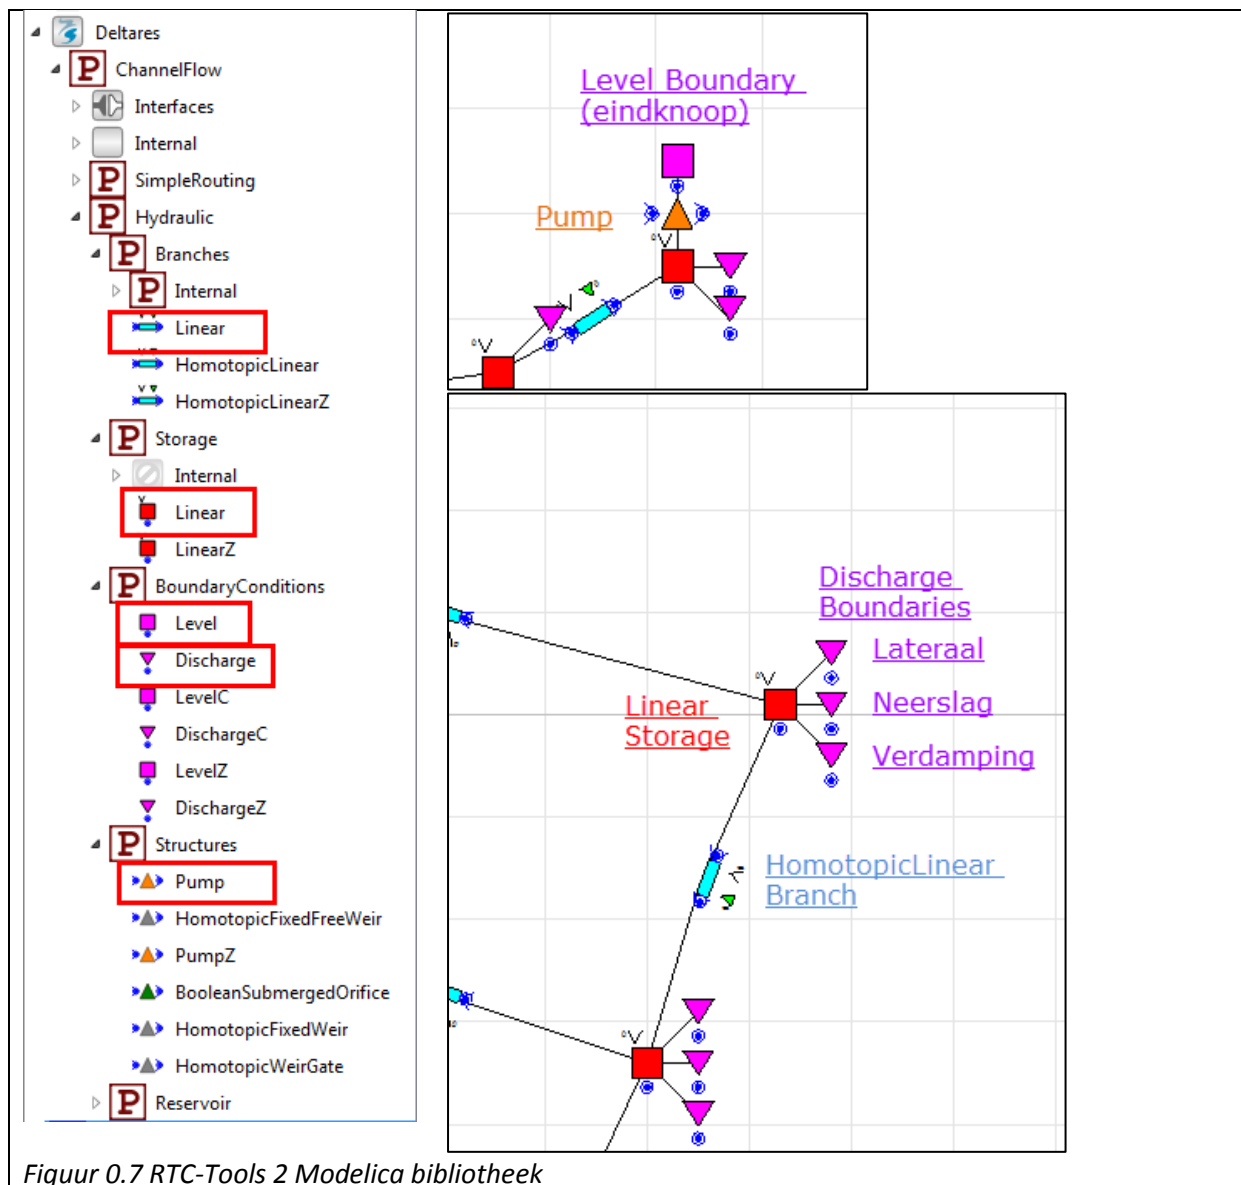 Deltares
ChannelFlow
Interfaces
Internal
SimpleRouting
Hydraulic
Branches
Internal
Linear
HomotopicLinear
HomotopicLinearZ
Storage
Internal
Linear
LinearZ
BoundaryConditions
Level
Discharge
LevelC
DischargeC
LevelZ
DischargeZ
Structures
Pump
HomotopicFixedFreeWeir
PumpZ
BooleanSubmergedOrifice
HomotopicFixedWeir
HomotopicWeirGate
Reservoir
Level Boundary
(eindknoop)
Pump
Discharge
Boundaries
Lateraal
Neerslag
Verdamping
Linear
Storage
HomotopicLinear
Branch
Figuur 0.7 RTC-Tools 2 Modelica bibliotheek